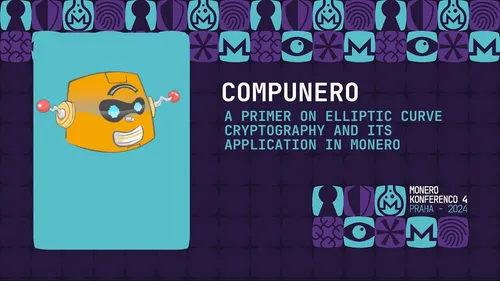 COMPUNERO
A PRIMER ON ELLIPTIC CURVE
CRYPTOGRAPHY AND ITS
APPLICATION IN MONERO
MONERO
KONFERENCO 4
PRAHA - 2024